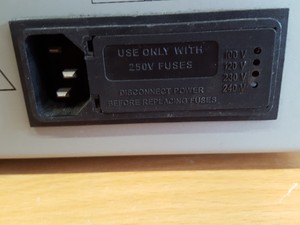 USE ONLY WITH
250V FUSES
DISCONNECT POWER
BEFORE REPLACING FUSES
100 V
120 V
230 V
240 V